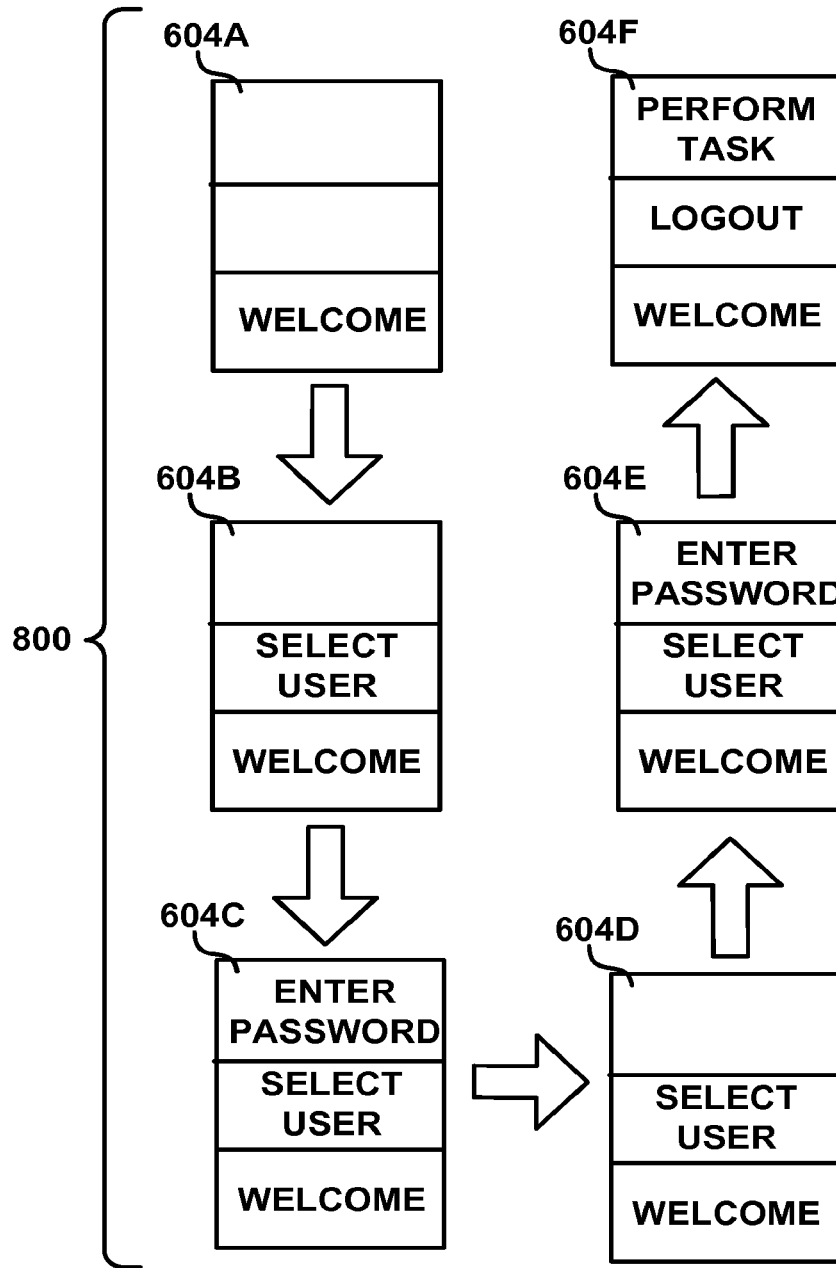 604A
WELCOME
604B
SELECT
USER
WELCOME
800
604C
ENTER
PASSWORD
SELECT
USER
WELCOME
604D
SELECT
USER
WELCOME
604E
ENTER
PASSWORD
SELECT
USER
WELCOME
604F
PERFORM
TASK
LOGOUT
WELCOME